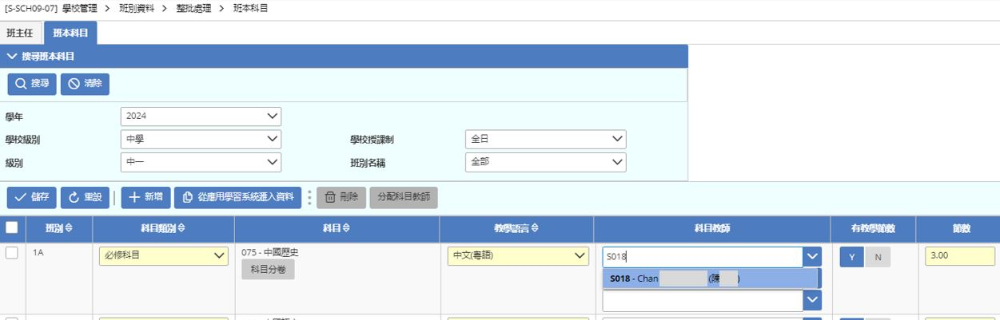 [S-SCH09-07] 學校管理 > 班別資料 > 整批處理 > 班本科目
班主任 班本科目
搜尋班本科目
搜尋 清除
學年 2024
學校級別 中學 學校授課制 全日
級別 中一 班別名稱 全部
儲存 重設 新增 從應用學習系統滙入資料 刪除 分配科目教師
班別 科目類別 科目 教學語言 科目教師 有教學節數 節數
1A 必修科目 075 - 中國歷史 中文(粵語) S018 Y N 3.00
科目分卷
S018 - Chan (陳 )